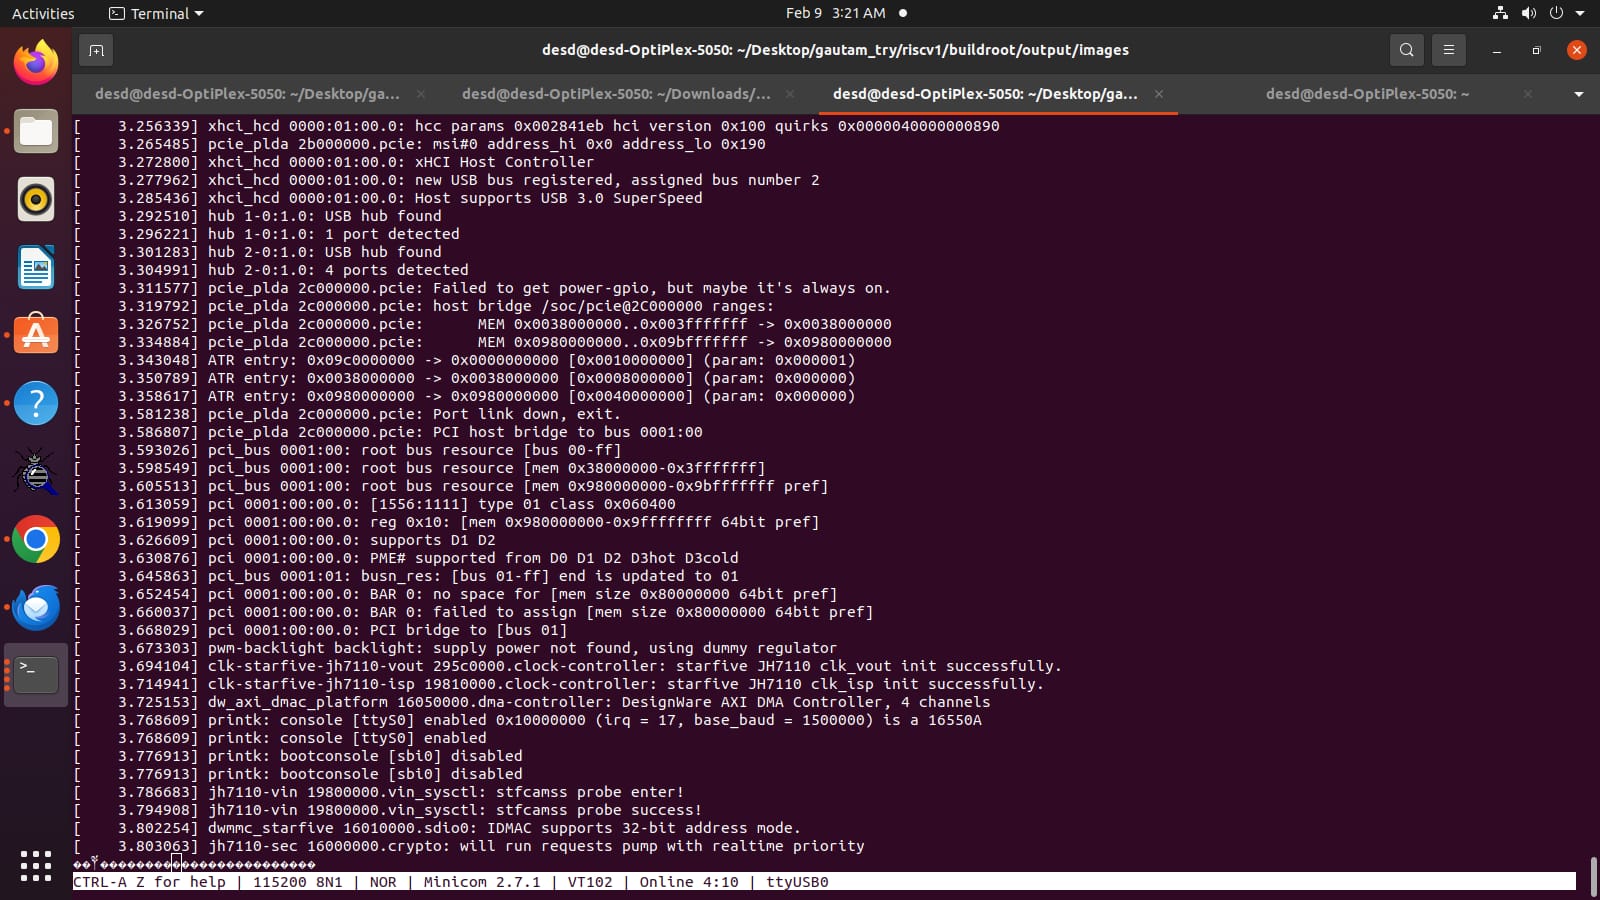 Activities Terminal Feb 9 3:21 AM
desd@desd-OptiPlex-5050: ~/Desktop/gautam_try/riscv1/buildroot/output/images
desd@desd-OptiPlex-5050: ~/Desktop/ga... desd@desd-OptiPlex-5050: ~/Downloads/... desd@desd-OptiPlex-5050: ~/Desktop/ga... desd@desd-OptiPlex-5050: ~
[    3.256339] xhci_hcd 0000:01:00.0: hcc params 0x002841eb hci version 0x100 quirks 0x0000040000000890
[    3.265485] pcie_plda 2b000000.pcie: msi#0 address_hi 0x0 address_lo 0x190
[    3.272800] xhci_hcd 0000:01:00.0: xHCI Host Controller
[    3.277962] xhci_hcd 0000:01:00.0: new USB bus registered, assigned bus number 2
[    3.285436] xhci_hcd 0000:01:00.0: Host supports USB 3.0 SuperSpeed
[    3.292510] hub 1-0:1.0: USB hub found
[    3.296221] hub 1-0:1.0: 1 port detected
[    3.301283] hub 2-0:1.0: USB hub found
[    3.304991] hub 2-0:1.0: 4 ports detected
[    3.311577] pcie_plda 2c000000.pcie: Failed to get power-gpio, but maybe it's always on.
[    3.319792] pcie_plda 2c000000.pcie: host bridge /soc/pcie@2C000000 ranges:
[    3.326752] pcie_plda 2c000000.pcie:      MEM 0x0038000000..0x003fffffff -> 0x0038000000
[    3.334884] pcie_plda 2c000000.pcie:      MEM 0x0980000000..0x09bfffffff -> 0x0980000000
[    3.343048] ATR entry: 0x09c0000000 -> 0x0000000000 [0x0010000000] (param: 0x000001)
[    3.350789] ATR entry: 0x0038000000 -> 0x0038000000 [0x0008000000] (param: 0x000000)
[    3.358617] ATR entry: 0x0980000000 -> 0x0980000000 [0x0040000000] (param: 0x000000)
[    3.581238] pcie_plda 2c000000.pcie: Port link down, exit.
[    3.586807] pcie_plda 2c000000.pcie: PCI host bridge to bus 0001:00
[    3.593026] pci_bus 0001:00: root bus resource [bus 00-ff]
[    3.598549] pci_bus 0001:00: root bus resource [mem 0x38000000-0x3fffffff]
[    3.605513] pci_bus 0001:00: root bus resource [mem 0x980000000-0x9bfffffff pref]
[    3.613059] pci 0001:00:00.0: [1556:1111] type 01 class 0x060400
[    3.619099] pci 0001:00:00.0: reg 0x10: [mem 0x980000000-0x9ffffffff 64bit pref]
[    3.626609] pci 0001:00:00.0: supports D1 D2
[    3.630876] pci 0001:00:00.0: PME# supported from D0 D1 D2 D3hot D3cold
[    3.645863] pci_bus 0001:01: busn_res: [bus 01-ff] end is updated to 01
[    3.652454] pci 0001:00:00.0: BAR 0: no space for [mem size 0x80000000 64bit pref]
[    3.660037] pci 0001:00:00.0: BAR 0: failed to assign [mem size 0x80000000 64bit pref]
[    3.668029] pci 0001:00:00.0: PCI bridge to [bus 01]
[    3.673303] pwm-backlight backlight: supply power not found, using dummy regulator
[    3.694104] clk-starfive-jh7110-vout 295c0000.clock-controller: starfive JH7110 clk_vout init successfully.
[    3.714941] clk-starfive-jh7110-isp 19810000.clock-controller: starfive JH7110 clk_isp init successfully.
[    3.725153] dw_axi_dmac_platform 16050000.dma-controller: DesignWare AXI DMA Controller, 4 channels
[    3.768609] printk: console [ttyS0] enabled 0x10000000 (irq = 17, base_baud = 1500000) is a 16550A
[    3.768609] printk: console [ttyS0] enabled
[    3.776913] printk: bootconsole [sbi0] disabled
[    3.776913] printk: bootconsole [sbi0] disabled
[    3.786683] jh7110-vin 19800000.vin_sysctl: stfcamss probe enter!
[    3.794908] jh7110-vin 19800000.vin_sysctl: stfcamss probe success!
[    3.802254] dwmmc_starfive 16010000.sdio0: IDMAC supports 32-bit address mode.
[    3.803063] jh7110-sec 16000000.crypto: will run requests pump with realtime priority
CTRL-A Z for help | 115200 8N1 | NOR | Minicom 2.7.1 | VT102 | Online 4:10 | ttyUSB0